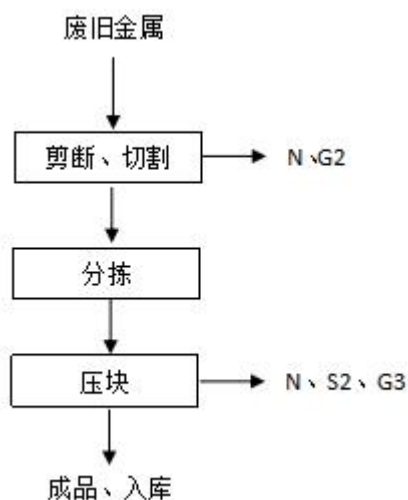 废旧金属
剪断、切割
N、G2
分拣
压块
N、S2、G3
成品、入库